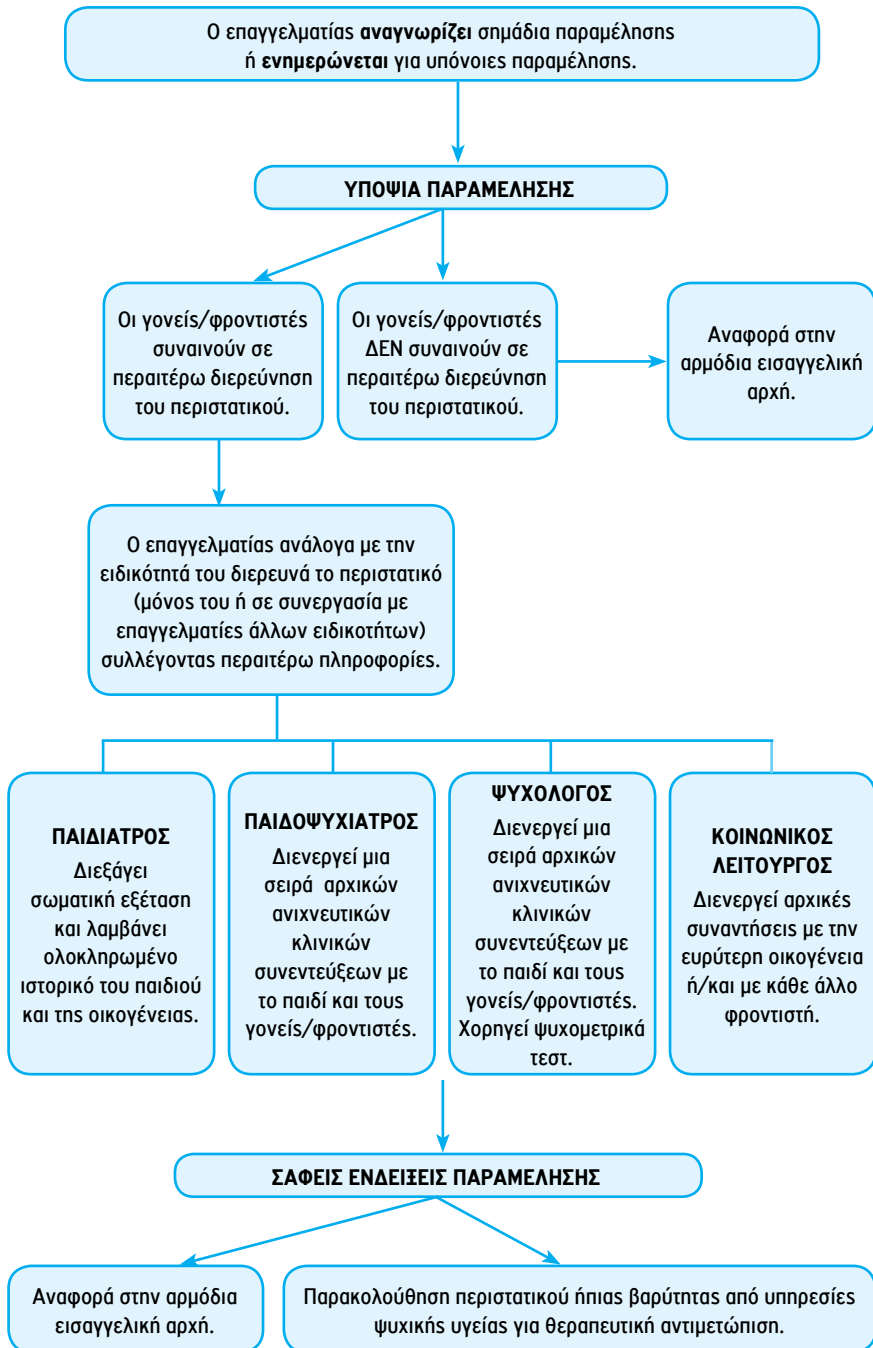 Ο επαγγελματίας αναγνωρίζει σημάδια παραμέλησης
ή ενημερώνεται για υπόνοιες παραμέλησης.
ΥΠΟΨΙΑ ΠΑΡΑΜΕΛΗΣΗΣ
Οι γονείς/φροντιστές
συναινούν σε
περαιτέρω διερεύνηση
του περιστατικού.
Οι γονείς/φροντιστές
ΔΕΝ συναινούν σε
περαιτέρω διερεύνηση
του περιστατικού.
Αναφορά στην
αρμόδια εισαγγελική
αρχή.
Ο επαγγελματίας ανάλογα με την
ειδικότητά του διερευνά το περιστατικό
(μόνος του ή σε συνεργασία με
επαγγελματίες άλλων ειδικοτήτων)
συλλέγοντας περαιτέρω πληροφορίες.
ΠΑΙΔΙΑΤΡΟΣ
Διεξάγει
σωματική εξέταση
και λαμβάνει
ολοκληρωμένο
ιστορικό του παιδιού
και της οικογένειας.
ΠΑΙΔΟΨΥΧΙΑΤΡΟΣ
Διενεργεί μια
σειρά αρχικών
ανιχνευτικών
κλινικών
συνεντεύξεων με
το παιδί και τους
γονείς/φροντιστές.
ΨΥΧΟΛΟΓΟΣ
Διενεργεί μια
σειρά αρχικών
ανιχνευτικών
κλινικών
συνεντεύξεων με
το παιδί και τους
γονείς/φροντιστές.
Χορηγεί ψυχομετρικά
τεστ.
ΚΟΙΝΩΝΙΚΟΣ
ΛΕΙΤΟΥΡΓΟΣ
Διενεργεί αρχικές
συναντήσεις με την
ευρύτερη οικογένεια
ή/και με κάθε άλλο
φροντιστή.
ΣΑΦΕΙΣ ΕΝΔΕΙΞΕΙΣ ΠΑΡΑΜΕΛΗΣΗΣ
Αναφορά στην αρμόδια
εισαγγελική αρχή.
Παρακολούθηση περιστατικού ήπιας βαρύτητας από υπηρεσίες
ψυχικής υγείας για θεραπευτική αντιμετώπιση.